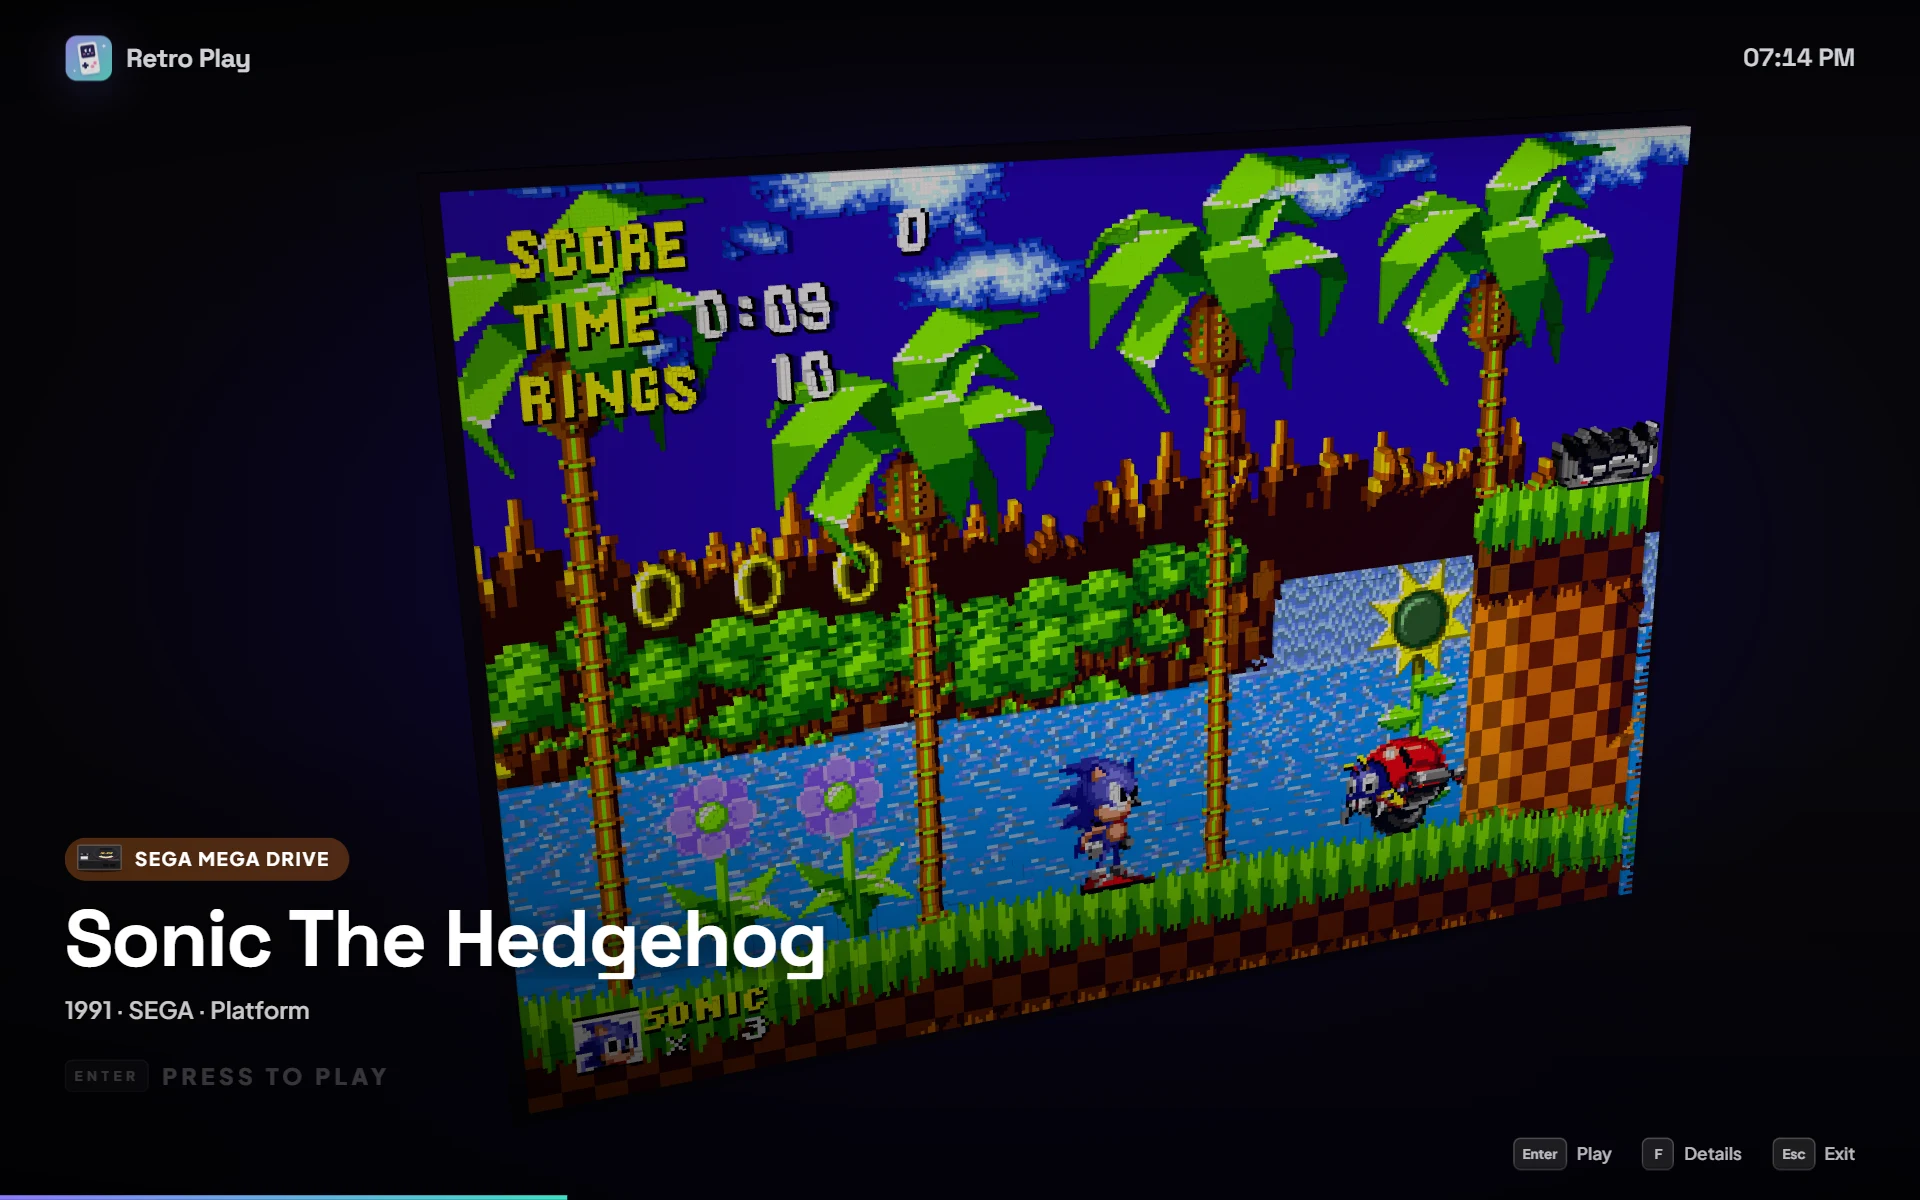 Retro Play
07:14 PM
SCORE 0
TIME 0:09
RINGS 10
SEGA MEGA DRIVE
Sonic The Hedgehog
1991 · SEGA · Platform
SONIC
× 3
ENTER PRESS TO PLAY
Enter Play F Details Esc Exit